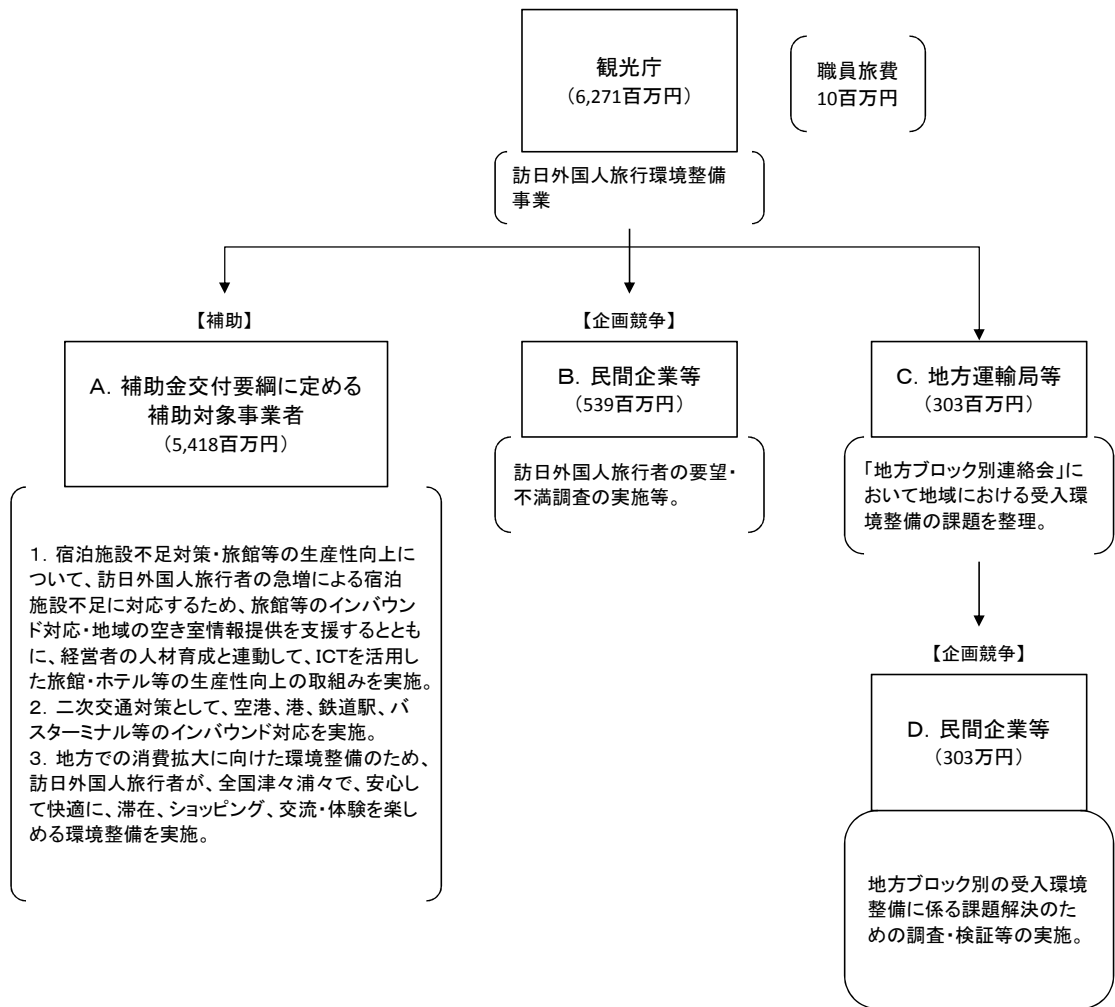 観光庁
（6,271百万円）
職員旅費
10百万円
訪日外国人旅行環境整備
事業
【補助】
A．補助金交付要綱に定める
補助対象事業者
（5,418百万円）
1．宿泊施設不足対策・旅館等の生産性向上に
ついて、訪日外国人旅行者の急増による宿泊
施設不足に対応するため、旅館等のインバウン
ド対応・地域の空き室情報提供を支援するととも
に、経営者の人材育成と連動して、ICTを活用し
た旅館・ホテル等の生産性向上の取組みを実施。
2．二次交通対策として、空港、港、鉄道駅、バ
スターミナル等のインバウンド対応を実施。
3．地方での消費拡大に向けた環境整備のため、
訪日外国人旅行者が、全国津々浦々で、安心し
て快適に、滞在、ショッピング、交流・体験を楽し
める環境整備を実施。
【企画競争】
B．民間企業等
（539百万円）
訪日外国人旅行者の要望・
不満調査の実施等。
C．地方運輸局等
（303百万円）
「地方ブロック別連絡会」に
おいて地域における受入環
境整備の課題を整理。
【企画競争】
D．民間企業等
（303万円）
地方ブロック別の受入環境
整備に係る課題解決のた
めの調査・検証等の実施。